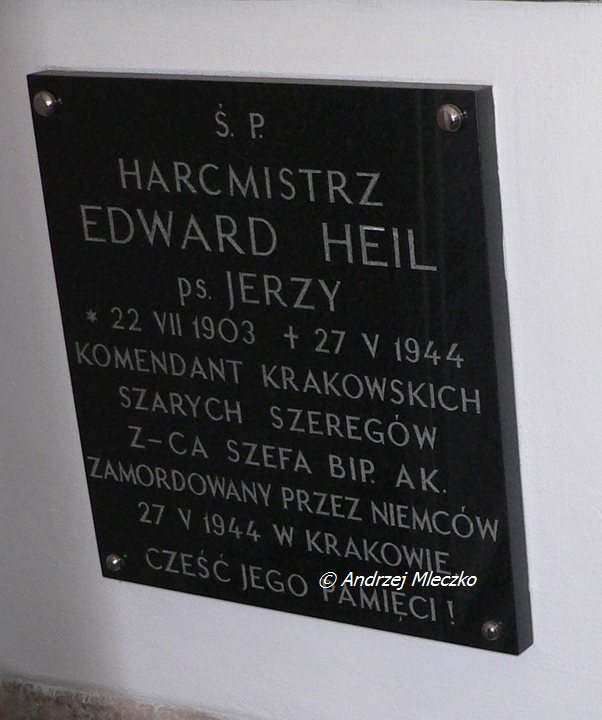 Ś. P.
HARCMISTRZ
EDWARD HEIL
ps. JERZY
* 22 VII 1903 + 27 V 1944
KOMENDANT KRAKOWSKICH
SZARYCH SZEREGÓW
Z-CA SZEFA BIP. AK.
ZAMORDOWANY PRZEZ NIEMCÓW
27 V 1944 W KRAKOWIE
CZEŚĆ JEGO PAMIĘCI !
© Andrzej Mleczko